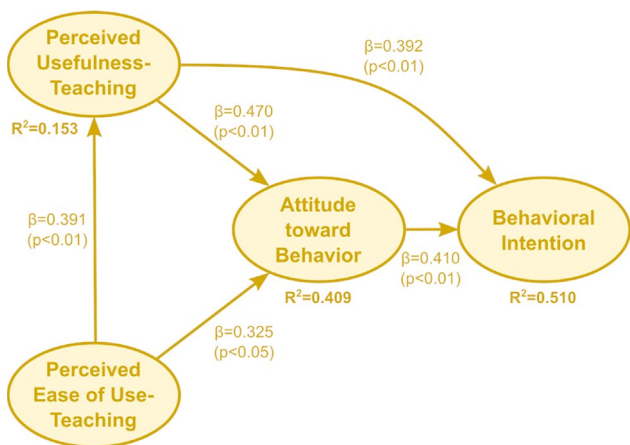 Perceived
Usefulness-
Teaching
R²=0.153
β=0.392
(p<0.01)
β=0.470
(p<0.01)
β=0.391
(p<0.01)
Attitude
toward
Behavior
R²=0.409
β=0.410
(p<0.01)
Behavioral
Intention
R²=0.510
β=0.325
(p<0.05)
Perceived
Ease of Use-
Teaching